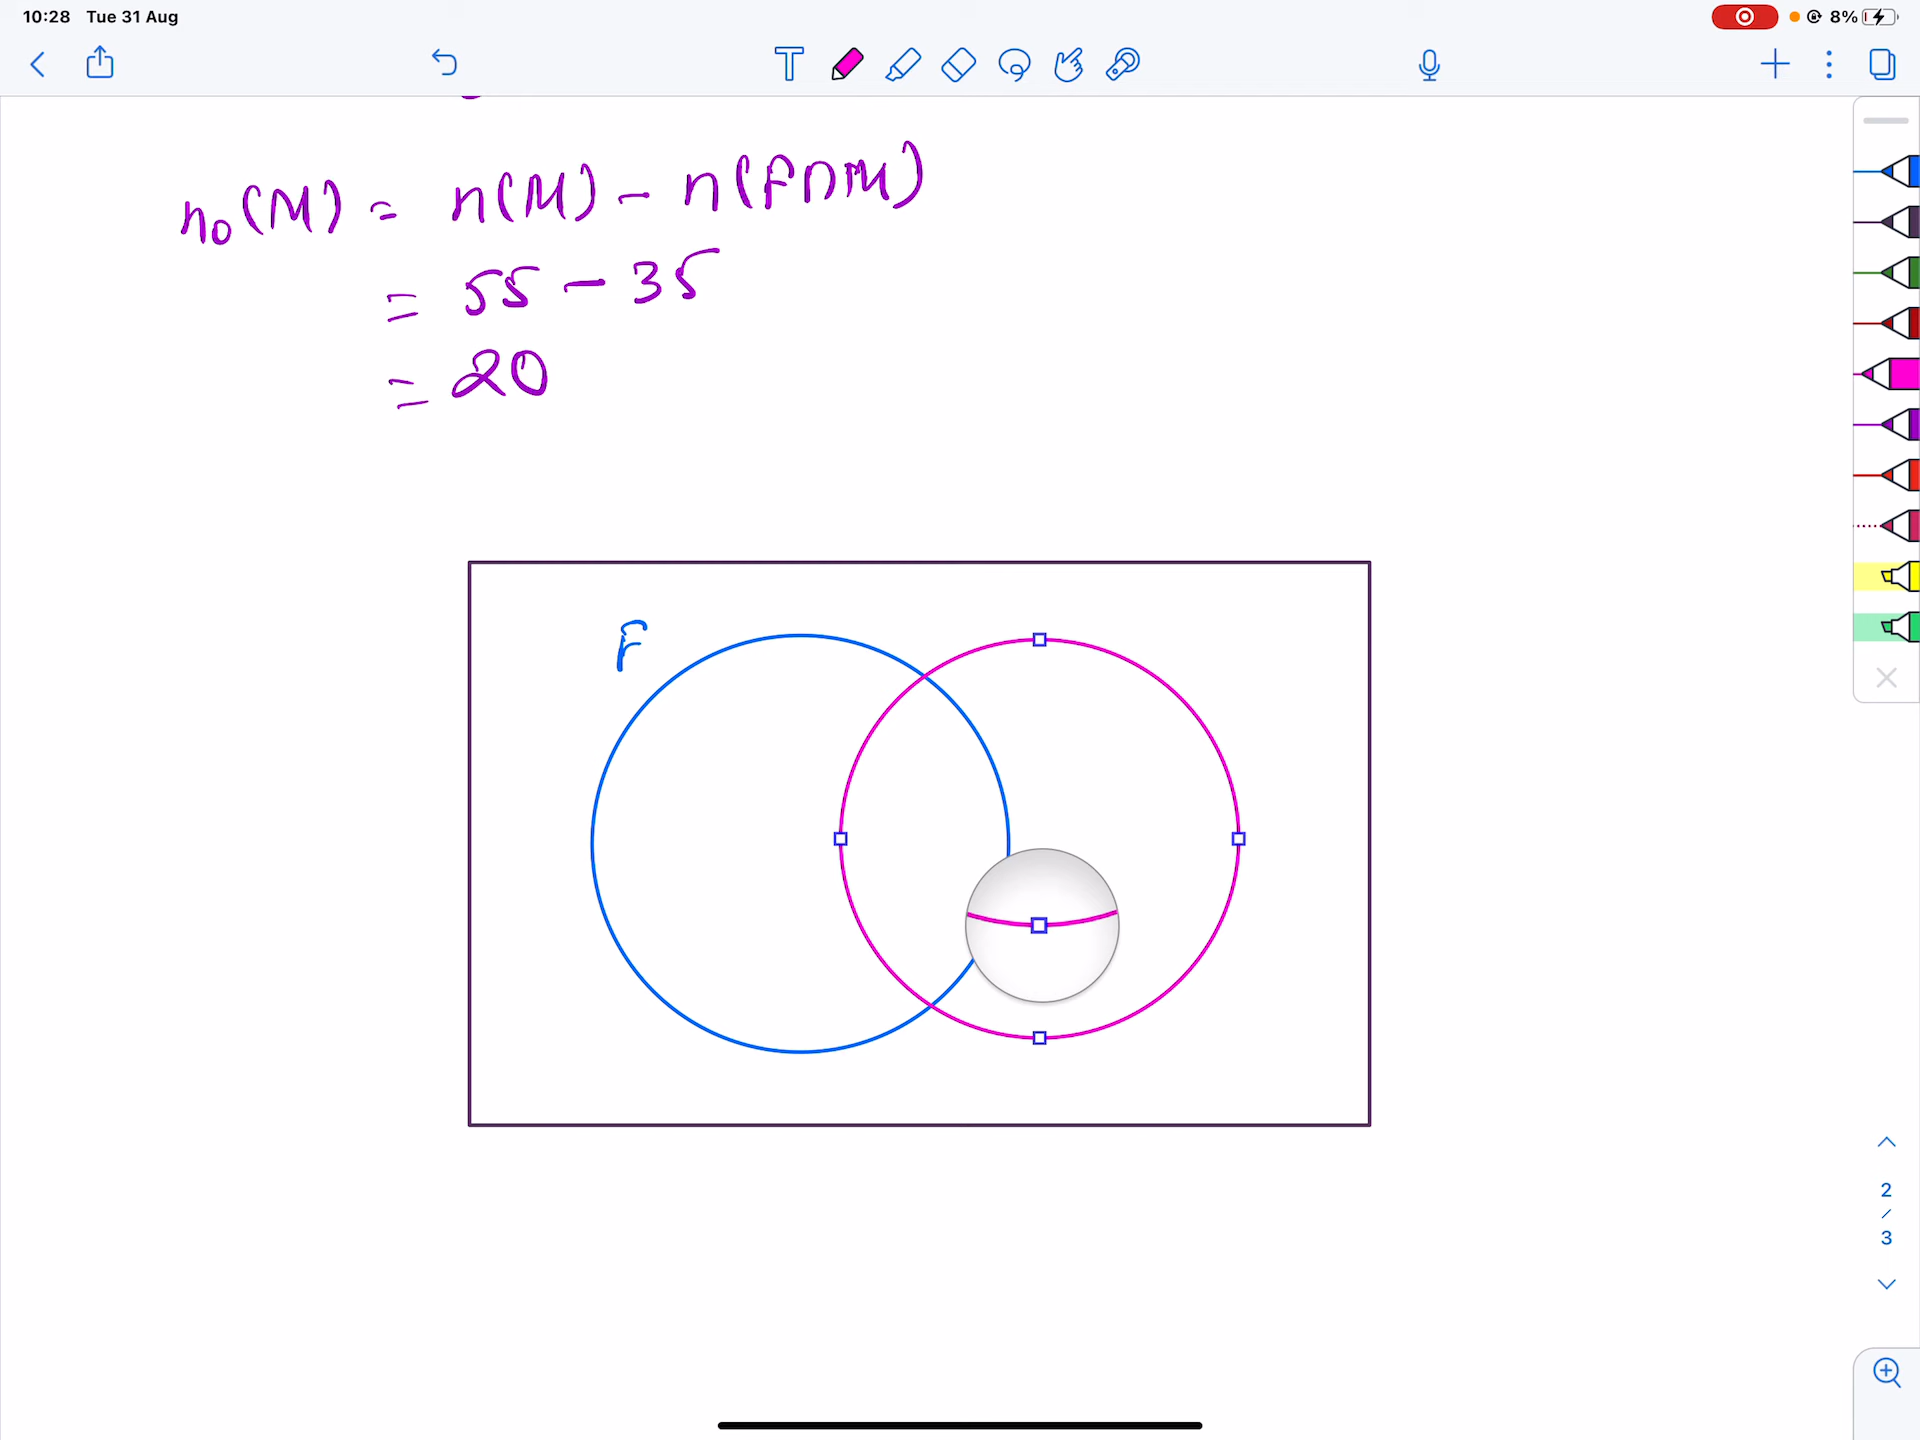 10:28 Tue 31 Aug
8%
n₀(M) = n(M) - n(F∩M)
= 55 - 35
= 20
F
2
/
3